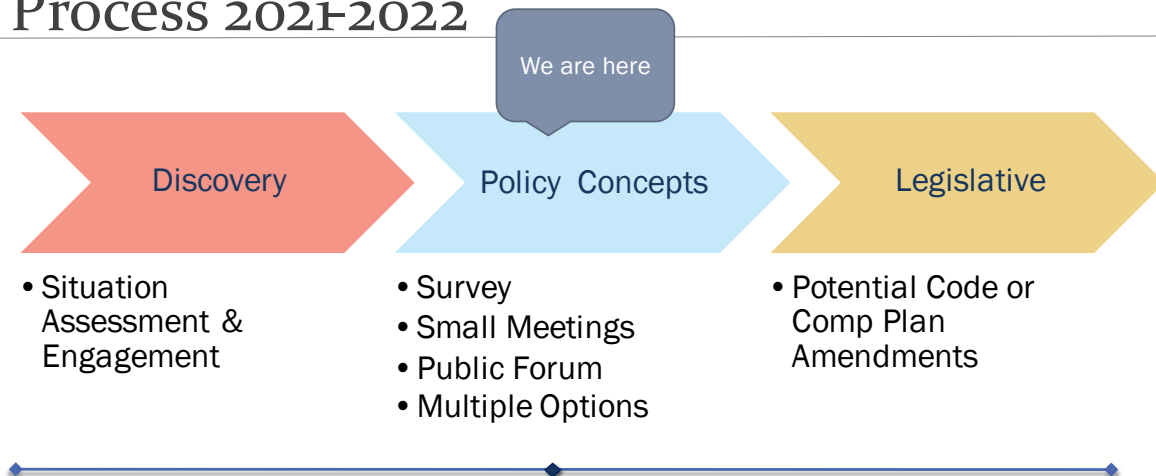 Process 2021-2022
We are here
Discovery
Policy Concepts
Legislative
• Situation
Assessment &
Engagement
• Survey
• Small Meetings
• Public Forum
• Multiple Options
• Potential Code or
Comp Plan
Amendments